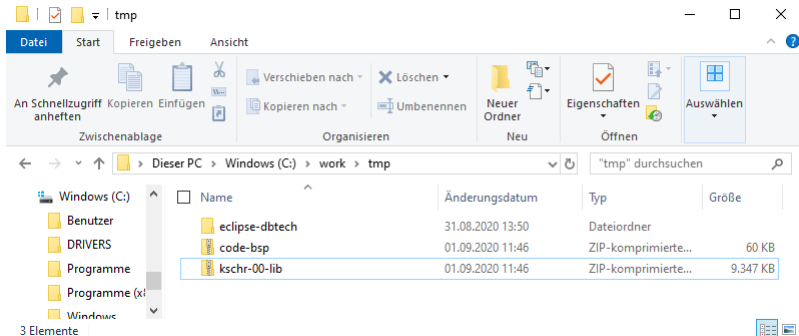 tmp
Datei Start Freigeben Ansicht
An Schnellzugriff anheften
Kopieren
Einfügen
Verschieben nach
Kopieren nach
Löschen
Umbenennen
Neuer Ordner
Eigenschaften
Auswählen
Zwischenablage Organisieren Neu Öffnen
Dieser PC > Windows (C:) > work > tmp
"tmp" durchsuchen
Windows (C:)
Benutzer
DRIVERS
Programme
Programme (x8
Windows
Name Änderungsdatum Typ Größe
eclipse-dbtech 31.08.2020 13:50 Dateiordner
code-bsp 01.09.2020 11:46 ZIP-komprimierte... 60 KB
kschr-00-lib 01.09.2020 11:46 ZIP-komprimierte... 9.347 KB
3 Elemente